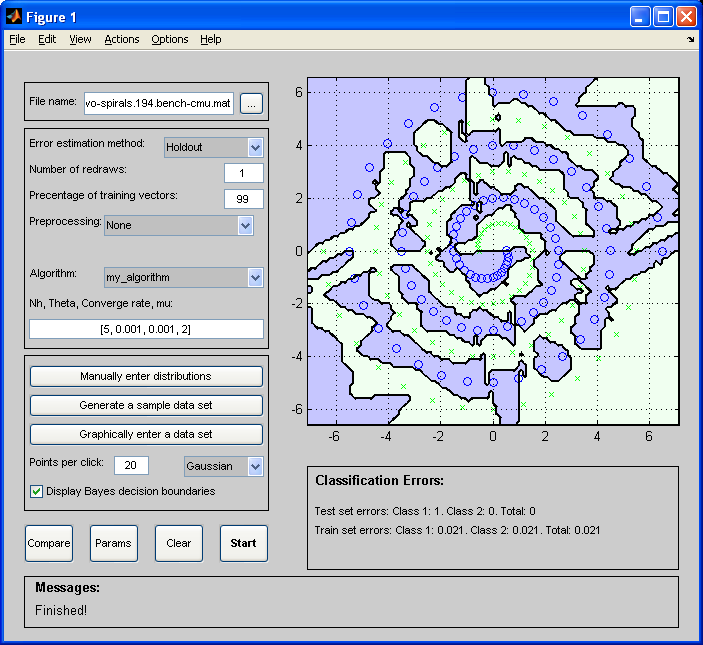 Figure 1
File Edit View Actions Options Help
File name: vo-spirals.194.bench-cmu.mat ...
Error estimation method: Holdout
Number of redraws: 1
Precentage of training vectors: 99
Preprocessing: None
Algorithm: my_algorithm
Nh, Theta, Converge rate, mu:
[5, 0.001, 0.001, 2]
Manually enter distributions
Generate a sample data set
Graphically enter a data set
Points per click: 20 Gaussian
Display Bayes decision boundaries
Compare Params Clear Start
6
4
2
0
-2
-4
-6
-6 -4 -2 0 2 4 6
Classification Errors:
Test set errors: Class 1: 1. Class 2: 0. Total: 0
Train set errors: Class 1: 0.021. Class 2: 0.021. Total: 0.021
Messages:
Finished!